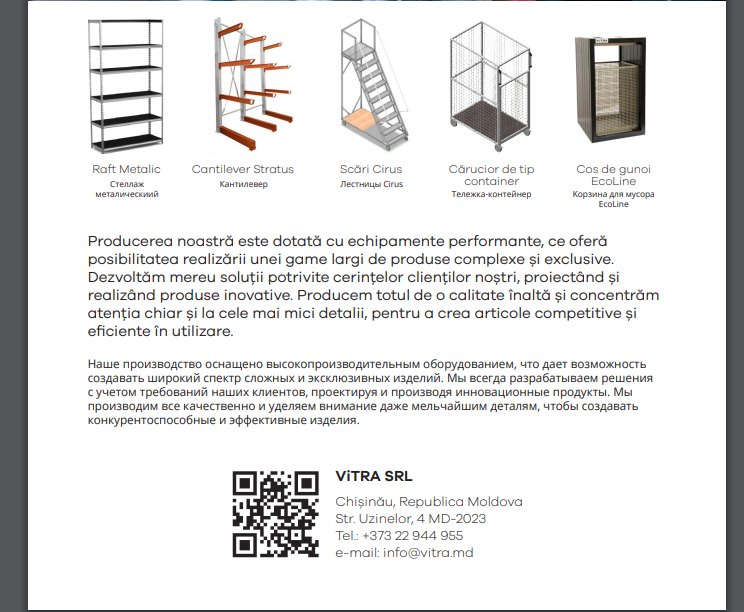 ViTRA
Raft Metalic
Стеллаж
металлический
Cantilever Stratus
Кантилевер
Scări Cirus
Лестницы Cirus
Cărucior de tip
container
Тележка-контейнер
Cos de gunoi
EcoLine
Корзина для мусора
EcoLine
Producerea noastră este dotată cu echipamente performante, ce oferă
posibilitatea realizării unei game largi de produse complexe și exclusive.
Dezvoltăm mereu soluții potrivite cerințelor clienților noștri, proiectând și
realizând produse inovative. Producem totul de o calitate înaltă și concentrăm
atenția chiar și la cele mai mici detalii, pentru a crea articole competitive și
eficiente în utilizare.
Наше производство оснащено высокопроизводительным оборудованием, что дает возможность
создавать широкий спектр сложных и эксклюзивных изделий. Мы всегда разрабатываем решения
с учетом требований наших клиентов, проектируя и производя инновационные продукты. Мы
производим все качественно и уделяем внимание даже мельчайшим деталям, чтобы создавать
конкурентоспособные и эффективные изделия.
ViTRA SRL
Chișinău, Republica Moldova
Str. Uzinelor, 4 MD-2023
Tel.: +373 22 944 955
e-mail: info@vitra.md